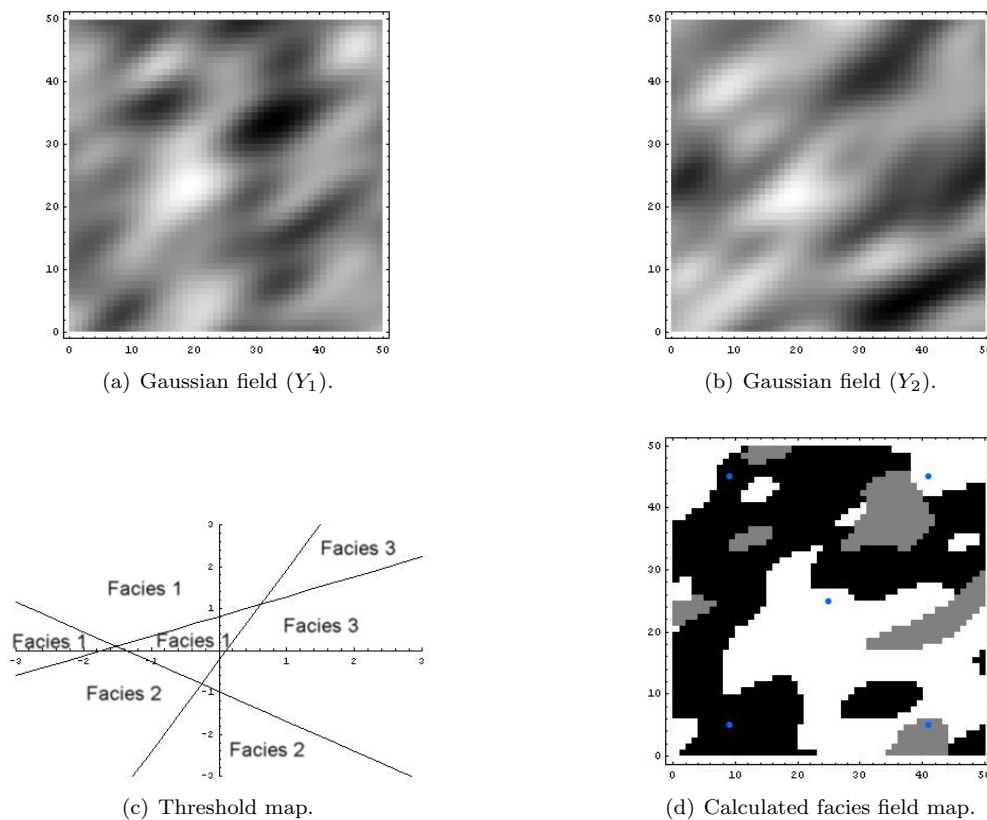 50
40
30
20
10
0
0 10 20 30 40 50
(a) Gaussian field (Y₁).
50
40
30
20
10
0
0 10 20 30 40 50
(b) Gaussian field (Y₂).
3
2
1
-1
-2
-3
-3 -2 1 2 3
Facies 3
Facies 1
Facies 3
Facies 1
Facies 1
Facies 2
Facies 2
(c) Threshold map.
50
40
30
20
10
0
0 10 20 30 40 50
(d) Calculated facies field map.